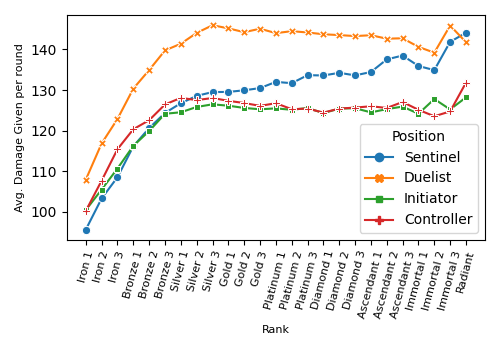 Avg. Damage Given per round
140
130
120
110
100
Position
Sentinel
Duelist
Initiator
Controller
Iron 1
Iron 2
Iron 3
Bronze 1
Bronze 2
Bronze 3
Silver 1
Silver 2
Silver 3
Gold 1
Gold 2
Gold 3
Platinum 1
Platinum 2
Platinum 3
Diamond 1
Diamond 2
Diamond 3
Ascendant 1
Ascendant 2
Ascendant 3
Immortal 1
Immortal 2
Immortal 3
Radiant
Rank